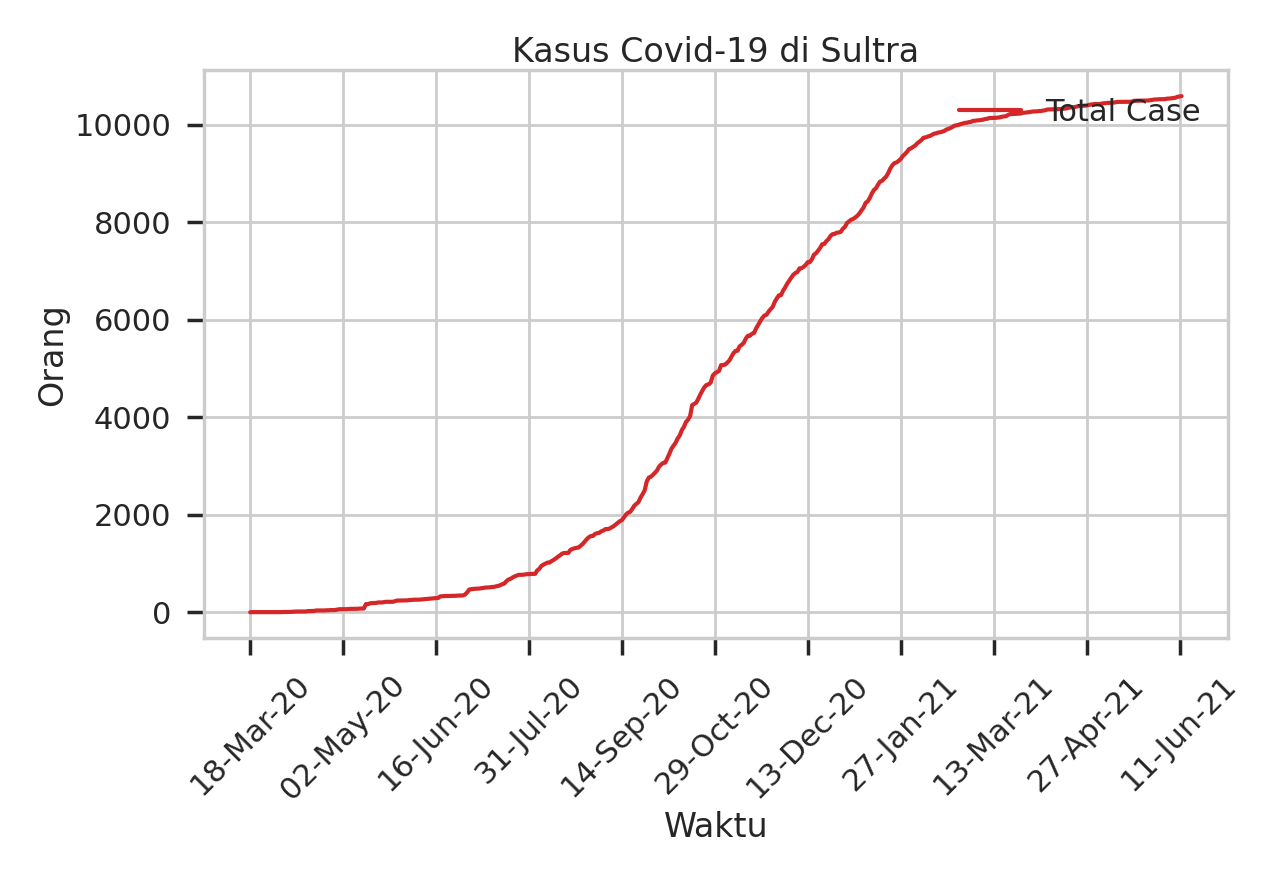 Kasus Covid-19 di Sultra
Total Case
Orang
10000
8000
6000
4000
2000
0
18-Mar-20
02-May-20
16-Jun-20
31-Jul-20
14-Sep-20
29-Oct-20
13-Dec-20
27-Jan-21
13-Mar-21
27-Apr-21
11-Jun-21
Waktu